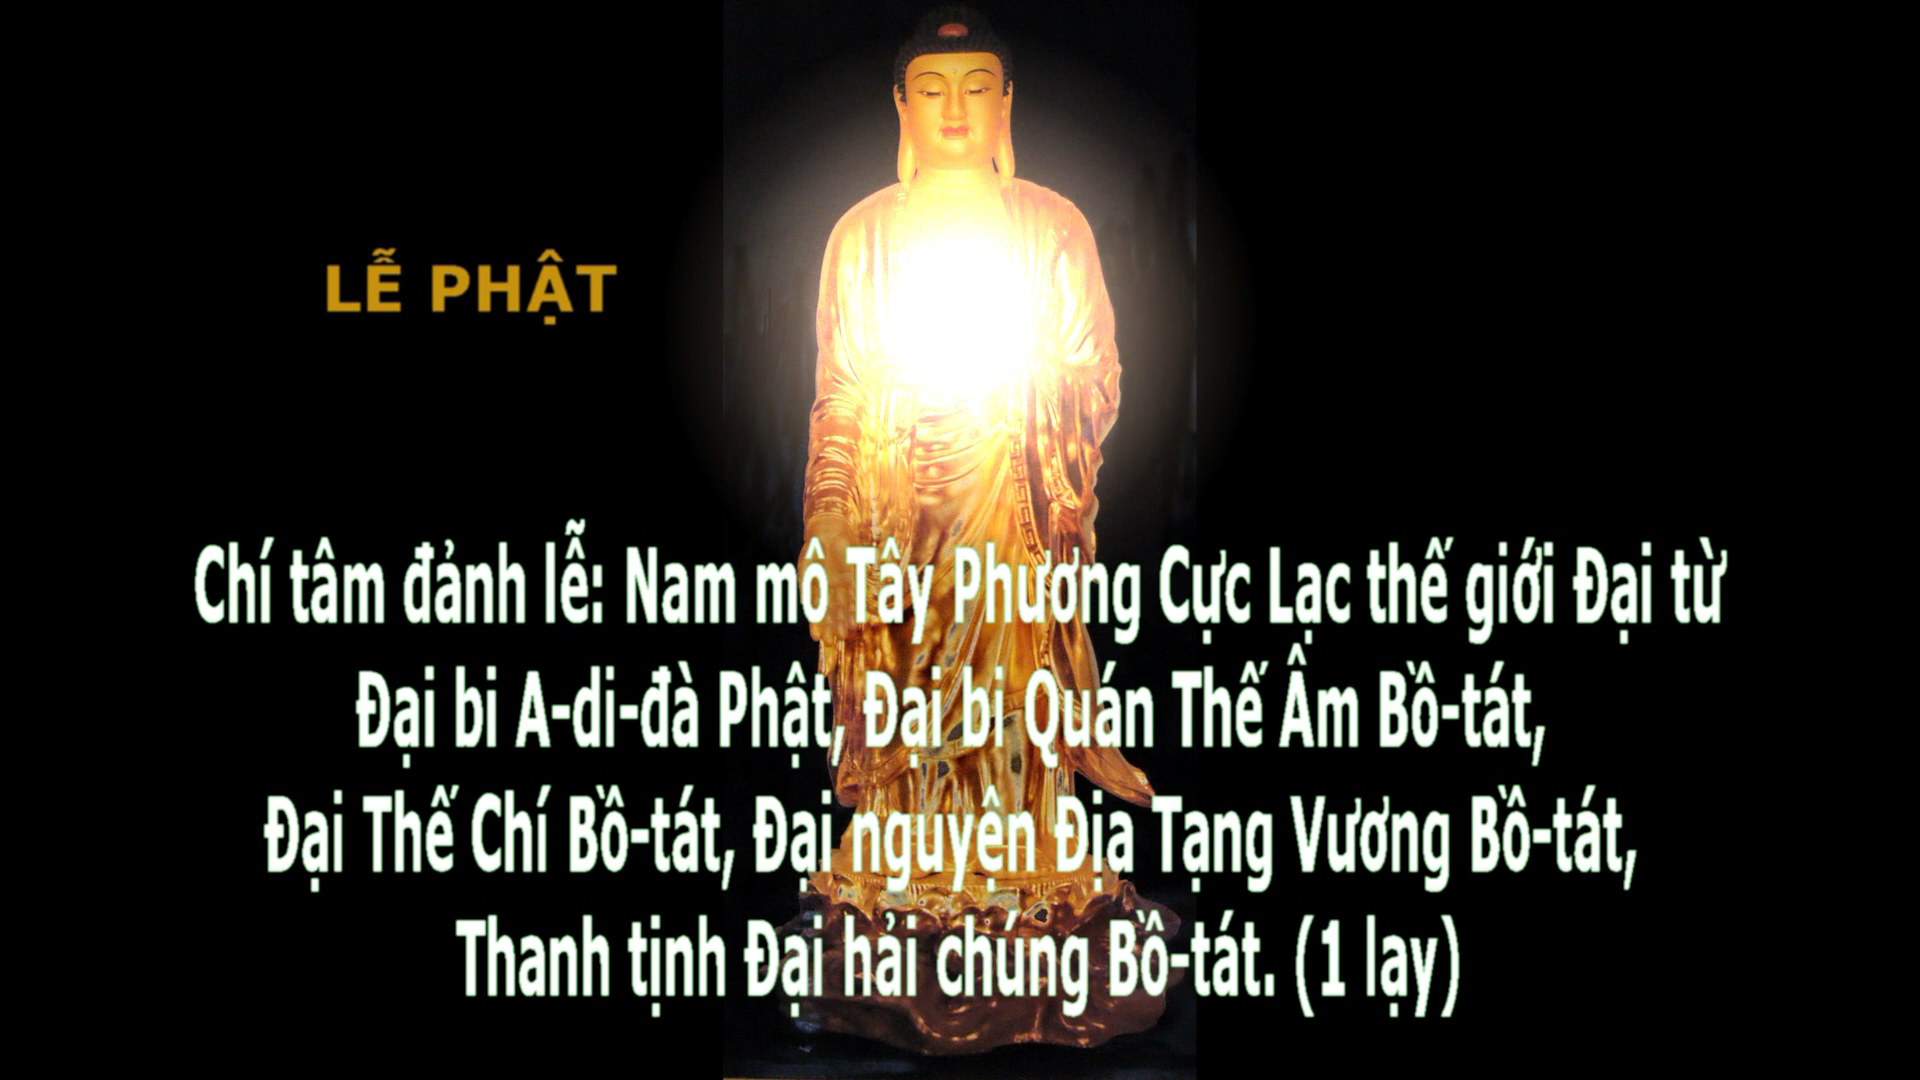 LỄ PHẬT
Chí tâm đảnh lễ: Nam mô Tây Phương Cực Lạc thế giới Đại từ
Đại bi A-di-đà Phật, Đại bi Quán Thế Âm Bồ-tát,
Đại Thế Chí Bồ-tát, Đại nguyện Địa Tạng Vương Bồ-tát,
Thanh tịnh Đại hải chúng Bồ-tát. (1 lạy)